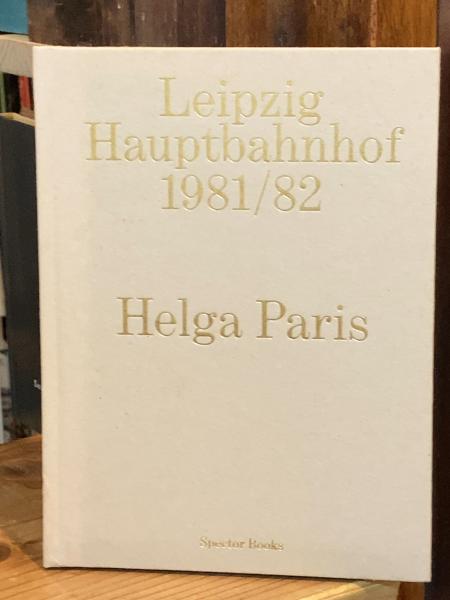 Leipzig
Hauptbahnhof
1981/82
Helga Paris
Spector Books